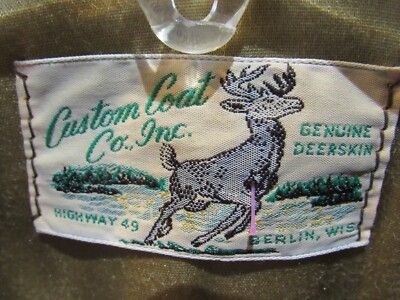 Custom Coat
Co., Inc.
GENUINE
DEERSKIN
HIGHWAY 49
BERLIN, WIS